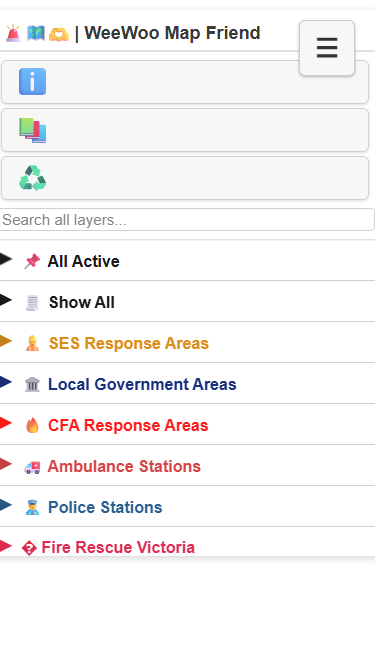 🚨🗺️🫶 | WeeWoo Map Friend
☰
ℹ️
Search all layers...
▶ 📌 All Active
▶ 🧾 Show All
▶ 👷 SES Response Areas
▶ 🏛️ Local Government Areas
▶ 🔥 CFA Response Areas
▶ 🚑 Ambulance Stations
▶ 👮 Police Stations
▶ � Fire Rescue Victoria